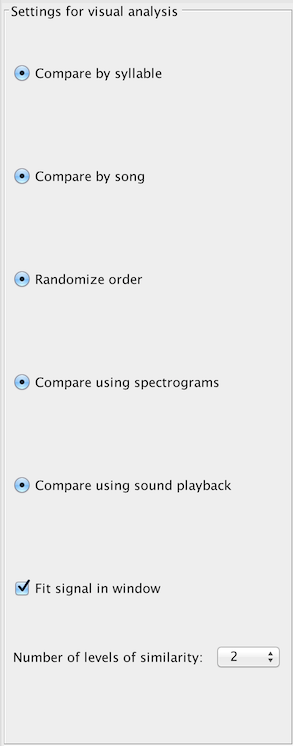 Settings for visual analysis
Compare by syllable
Compare by song
Randomize order
Compare using spectrograms
Compare using sound playback
Fit signal in window
Number of levels of similarity: 2